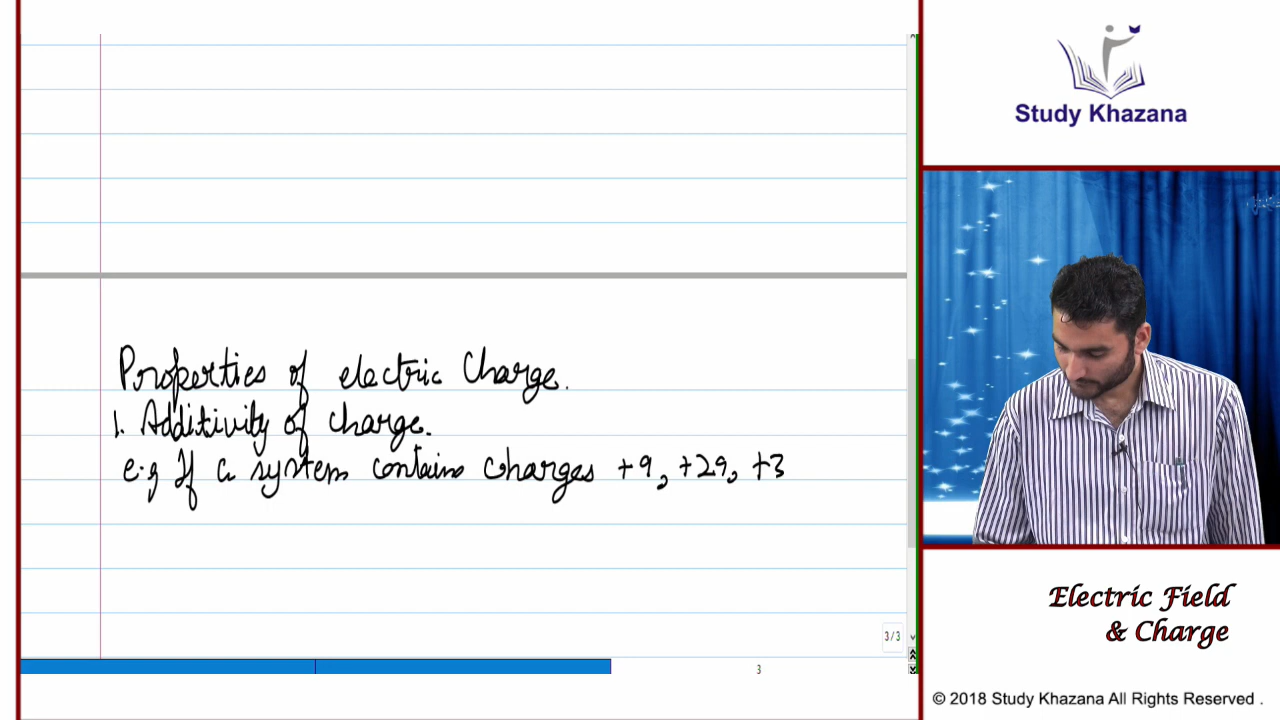 Study Khazana
Properties of electric Charge.
1. Additivity of charge.
e.g If a system contains charges +q, +2q, +3
3/3
3
Electric Field
& Charge
© 2018 Study Khazana All Rights Reserved .